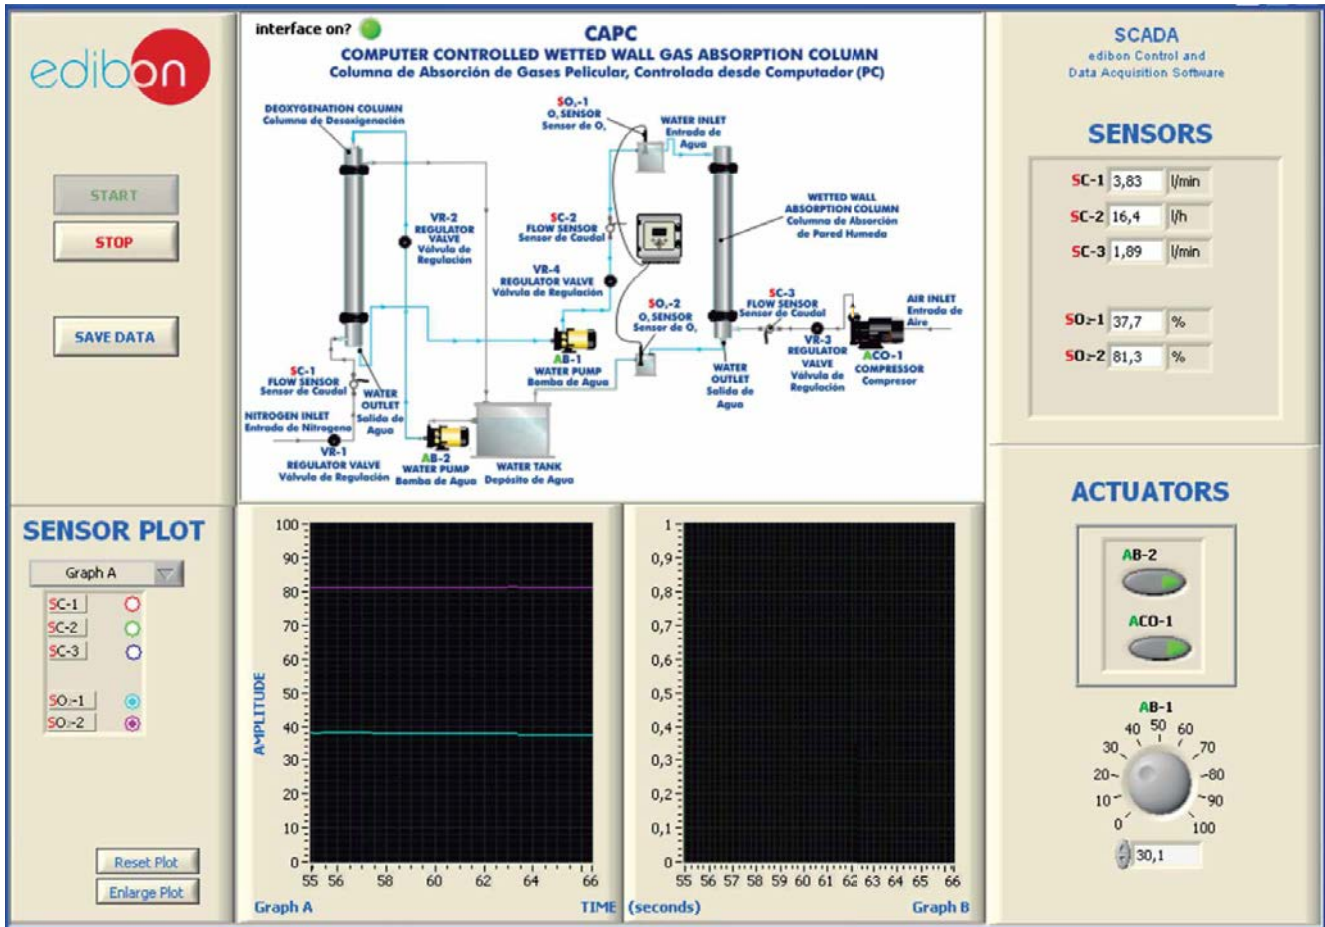 edibon
START
STOP
SAVE DATA
interface on?
CAPC
COMPUTER CONTROLLED WETTED WALL GAS ABSORPTION COLUMN
Columna de Absorción de Gases Pelicular, Controlada desde Computador (PC)
DEOXYGENATION COLUMN
Columna de Desoxigenación
SO₂-1
O₂ SENSOR
Sensor de O₂
WATER INLET
Entrada de
Agua
VR-2
REGULATOR
VALVE
Válvula de
Regulación
SC-2
FLOW SENSOR
Sensor de Caudal
WETTED WALL
ABSORPTION COLUMN
Columna de Absorción
de Pared Humeda
VR-4
REGULATOR VALVE
Válvula de Regulación
SO₂-2
O₂ SENSOR
Sensor de O₂
SC-3
FLOW SENSOR
Sensor de Caudal
AIR INLET
Entrada de
Aire
AB-1
WATER PUMP
Bomba de Agua
VR-3
REGULATOR
VALVE
Válvula de
Regulación
ACO-1
COMPRESSOR
Compresor
WATER
OUTLET
Salida de
Agua
SC-1
FLOW SENSOR
Sensor de Caudal
WATER
OUTLET
Salida de
Agua
NITROGEN INLET
Entrada de Nitrogeno
VR-1
REGULATOR VALVE
Válvula de Regulación
AB-2
WATER PUMP
Bomba de Agua
WATER TANK
Depósito de Agua
SCADA
edibon Control and
Data Acquisition Software
SENSORS
SC-1 3,83 l/min
SC-2 16,4 l/h
SC-3 1,89 l/min
SO₂-1 37,7 %
SO₂-2 81,3 %
SENSOR PLOT
Graph A
SC-1
SC-2
SC-3
SO₂-1
SO₂-2
Reset Plot
Enlarge Plot
AMPLITUDE
100
90
80
70
60
50
40
30
20
10
0
55 56 58 60 62 64 66
Graph A
TIME (seconds)
1
0,9
0,8
0,7
0,6
0,5
0,4
0,3
0,2
0,1
0
55 56 57 58 59 60 61 62 63 64 66
Graph B
ACTUATORS
AB-2
ACO-1
AB-1
0 10 20 30 40 50 60 70 80 90 100
30,1